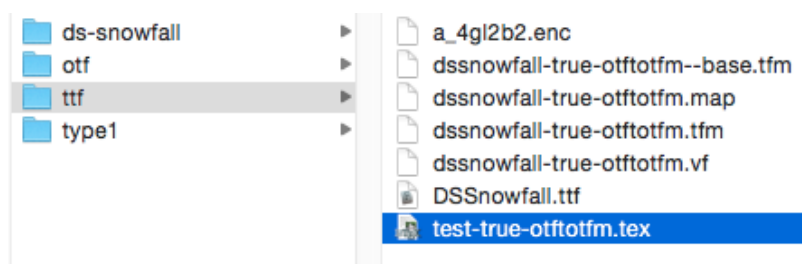 ds-snowfall
otf
ttf
type1
a_4gl2b2.enc
dssnowfall-true-otftotfm--base.tfm
dssnowfall-true-otftotfm.map
dssnowfall-true-otftotfm.tfm
dssnowfall-true-otftotfm.vf
DSSnowfall.ttf
test-true-otftotfm.tex